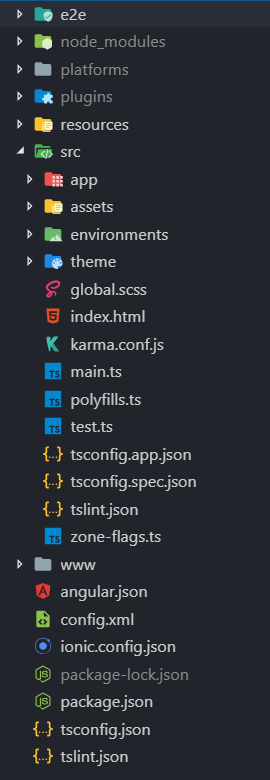 e2e
node_modules
platforms
plugins
resources
src
app
assets
environments
theme
global.scss
index.html
karma.conf.js
TS main.ts
TS polyfills.ts
TS test.ts
{..} tsconfig.app.json
{..} tsconfig.spec.json
{..} tslint.json
TS zone-flags.ts
www
angular.json
config.xml
ionic.config.json
package-lock.json
package.json
{..} tsconfig.json
{..} tslint.json